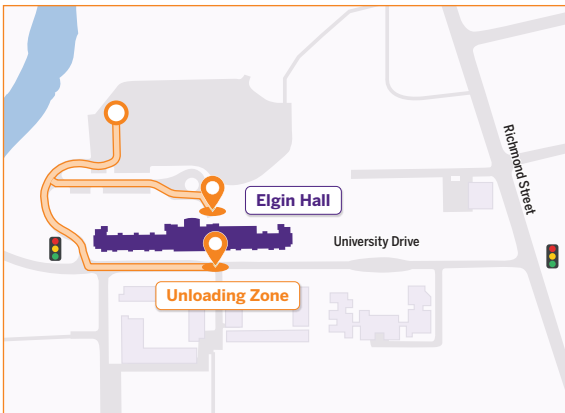 Richmond Street
Elgin Hall
University Drive
Unloading Zone